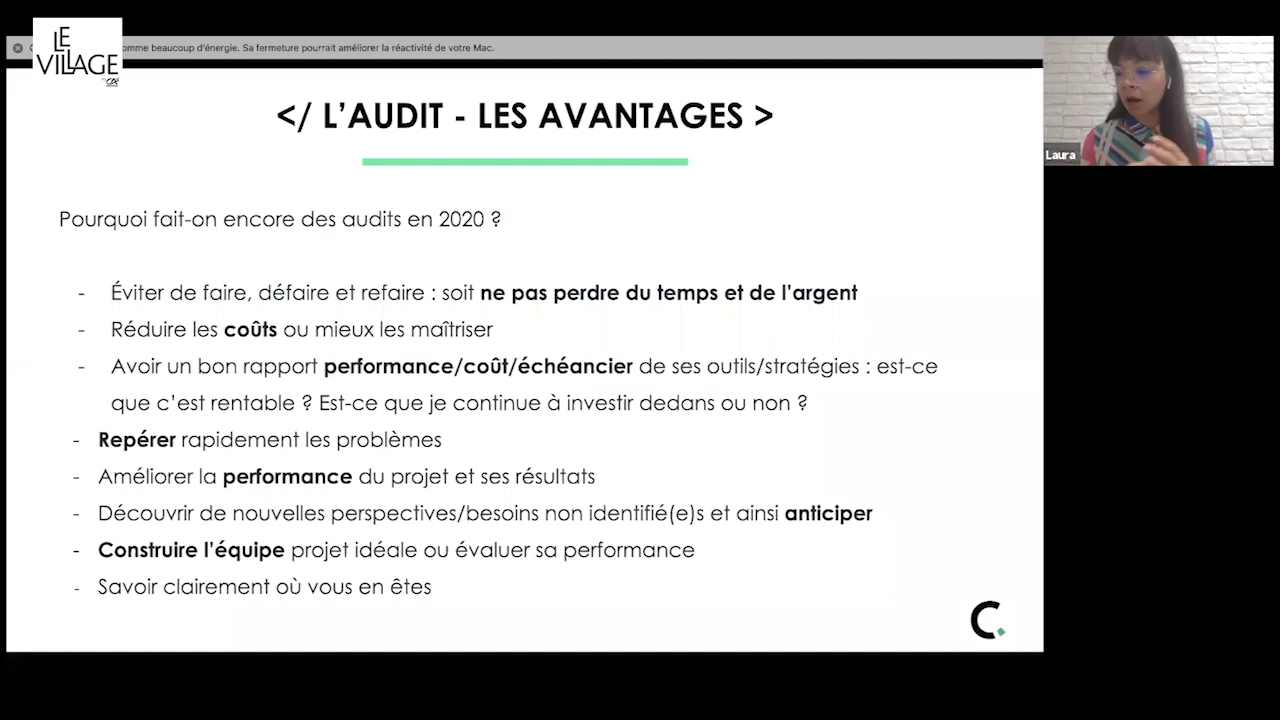 LE
VILLAGE
by CA
omme beaucoup d'énergie. Sa fermeture pourrait améliorer la réactivité de votre Mac.
</ L'AUDIT - LES AVANTAGES >
Laura
Pourquoi fait-on encore des audits en 2020 ?
- Éviter de faire, défaire et refaire : soit ne pas perdre du temps et de l'argent
- Réduire les coûts ou mieux les maîtriser
- Avoir un bon rapport performance/coût/échéancier de ses outils/stratégies : est-ce
que c'est rentable ? Est-ce que je continue à investir dedans ou non ?
- Repérer rapidement les problèmes
- Améliorer la performance du projet et ses résultats
- Découvrir de nouvelles perspectives/besoins non identifié(e)s et ainsi anticiper
- Construire l'équipe projet idéale ou évaluer sa performance
- Savoir clairement où vous en êtes
C.